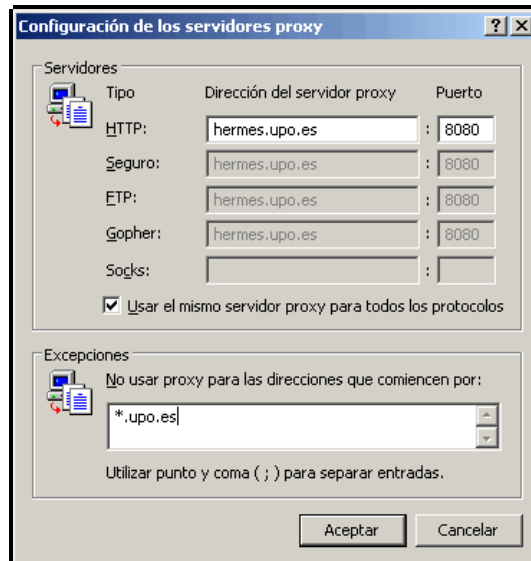 Configuración de los servidores proxy
Servidores
Tipo Dirección del servidor proxy Puerto
HTTP: hermes.upo.es : 8080
Seguro: hermes.upo.es : 8080
FTP: hermes.upo.es : 8080
Gopher: hermes.upo.es : 8080
Socks: :
Usar el mismo servidor proxy para todos los protocolos
Excepciones
No usar proxy para las direcciones que comiencen por:
*.upo.es
Utilizar punto y coma ( ; ) para separar entradas.
Aceptar Cancelar